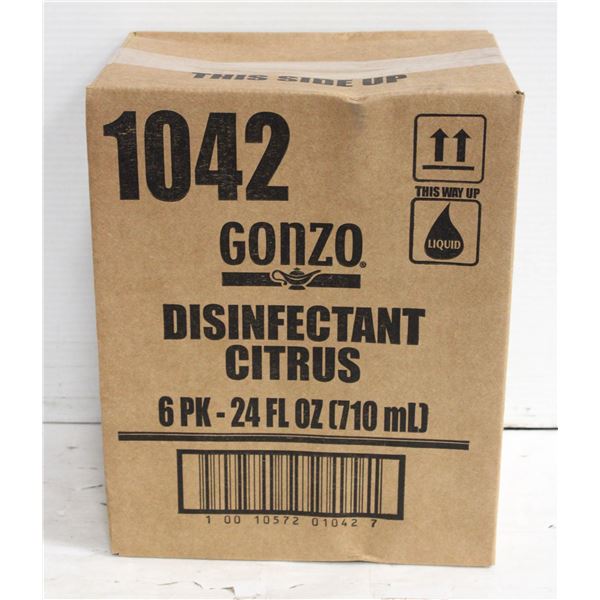 THIS SIDE UP
1042
THIS WAY UP
LIQUID
GONZO®
DISINFECTANT
CITRUS
6 PK - 24 FL OZ (710 mL)
1 00 10572 01042 7